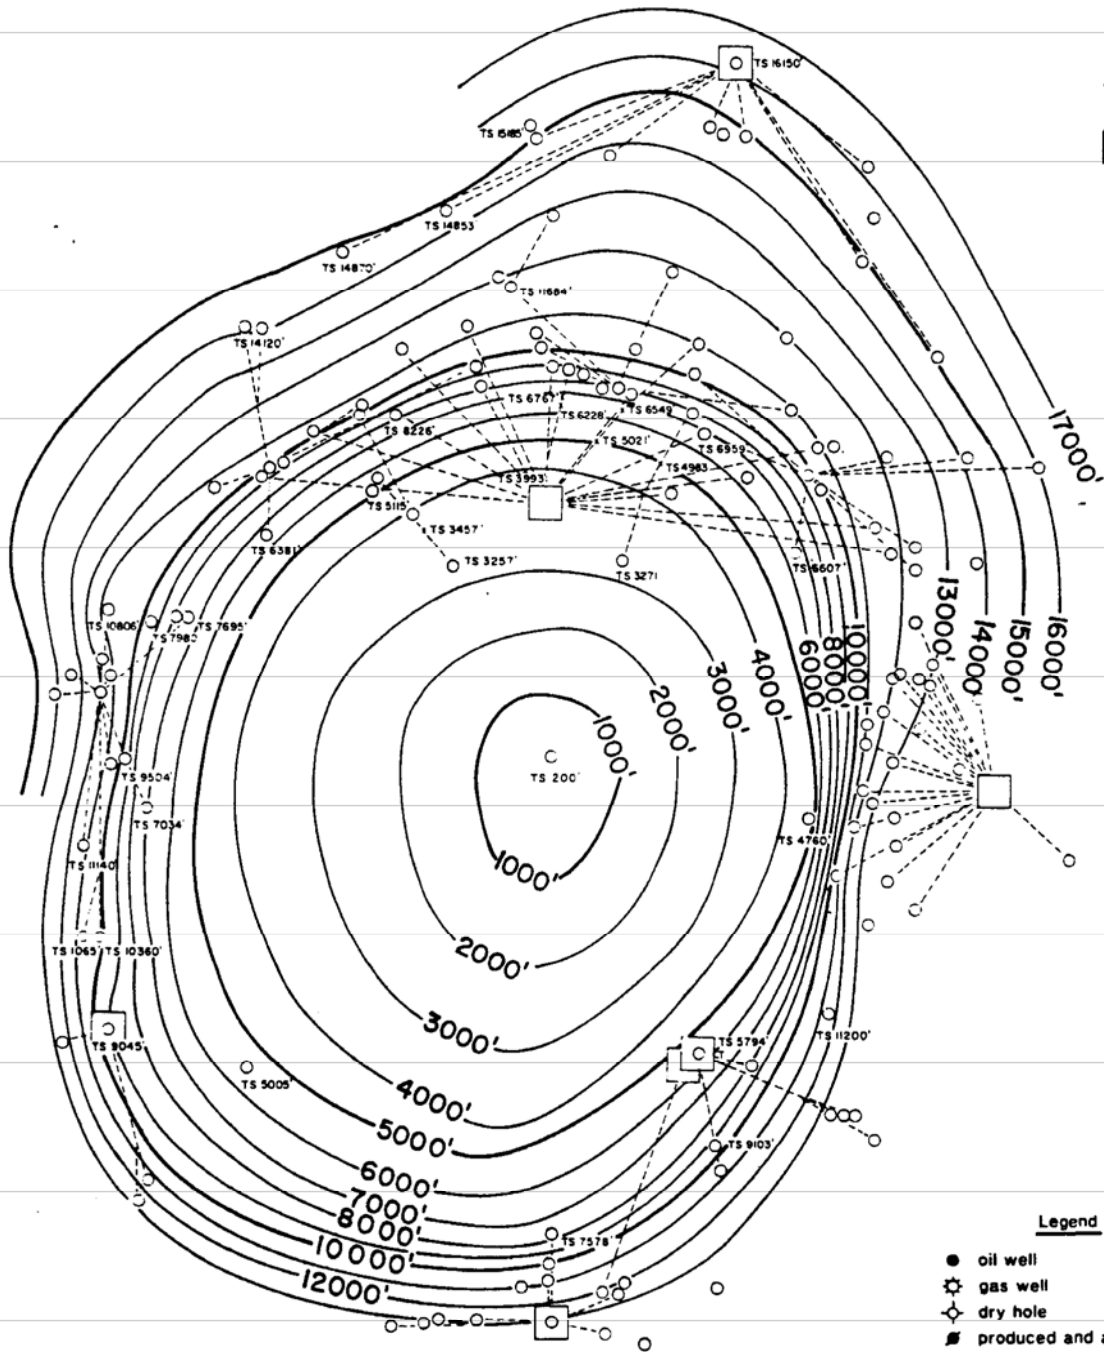 TS 16150'
TS 15185'
TS 14853'
TS 14870'
TS 11684'
TS 14120'
TS 6767'
TS 6228'
TS 6549'
TS 8226'
TS 5021'
TS 6959'
TS 4983'
TS 3993'
17000'
TS 5115'
TS 3457'
TS 6381'
TS 3257'
TS 3271
TS 6607'
TS 10806'
TS 7695'
TS 7982'
13000'
14000'
15000'
16000'
10000'
8000'
6000'
4000'
3000'
2000'
1000'
TS 200'
TS 9504'
TS 7034'
TS 4760'
TS 11140'
1000'
TS 1065'
TS 10360'
2000'
3000'
TS 9045'
TS 5794'
TS 11200'
TS 5005'
4000'
5000'
TS 9103'
6000'
7000'
8000'
10000'
12000'
TS 7578'
Legend
oil well
gas well
dry hole
produced and a